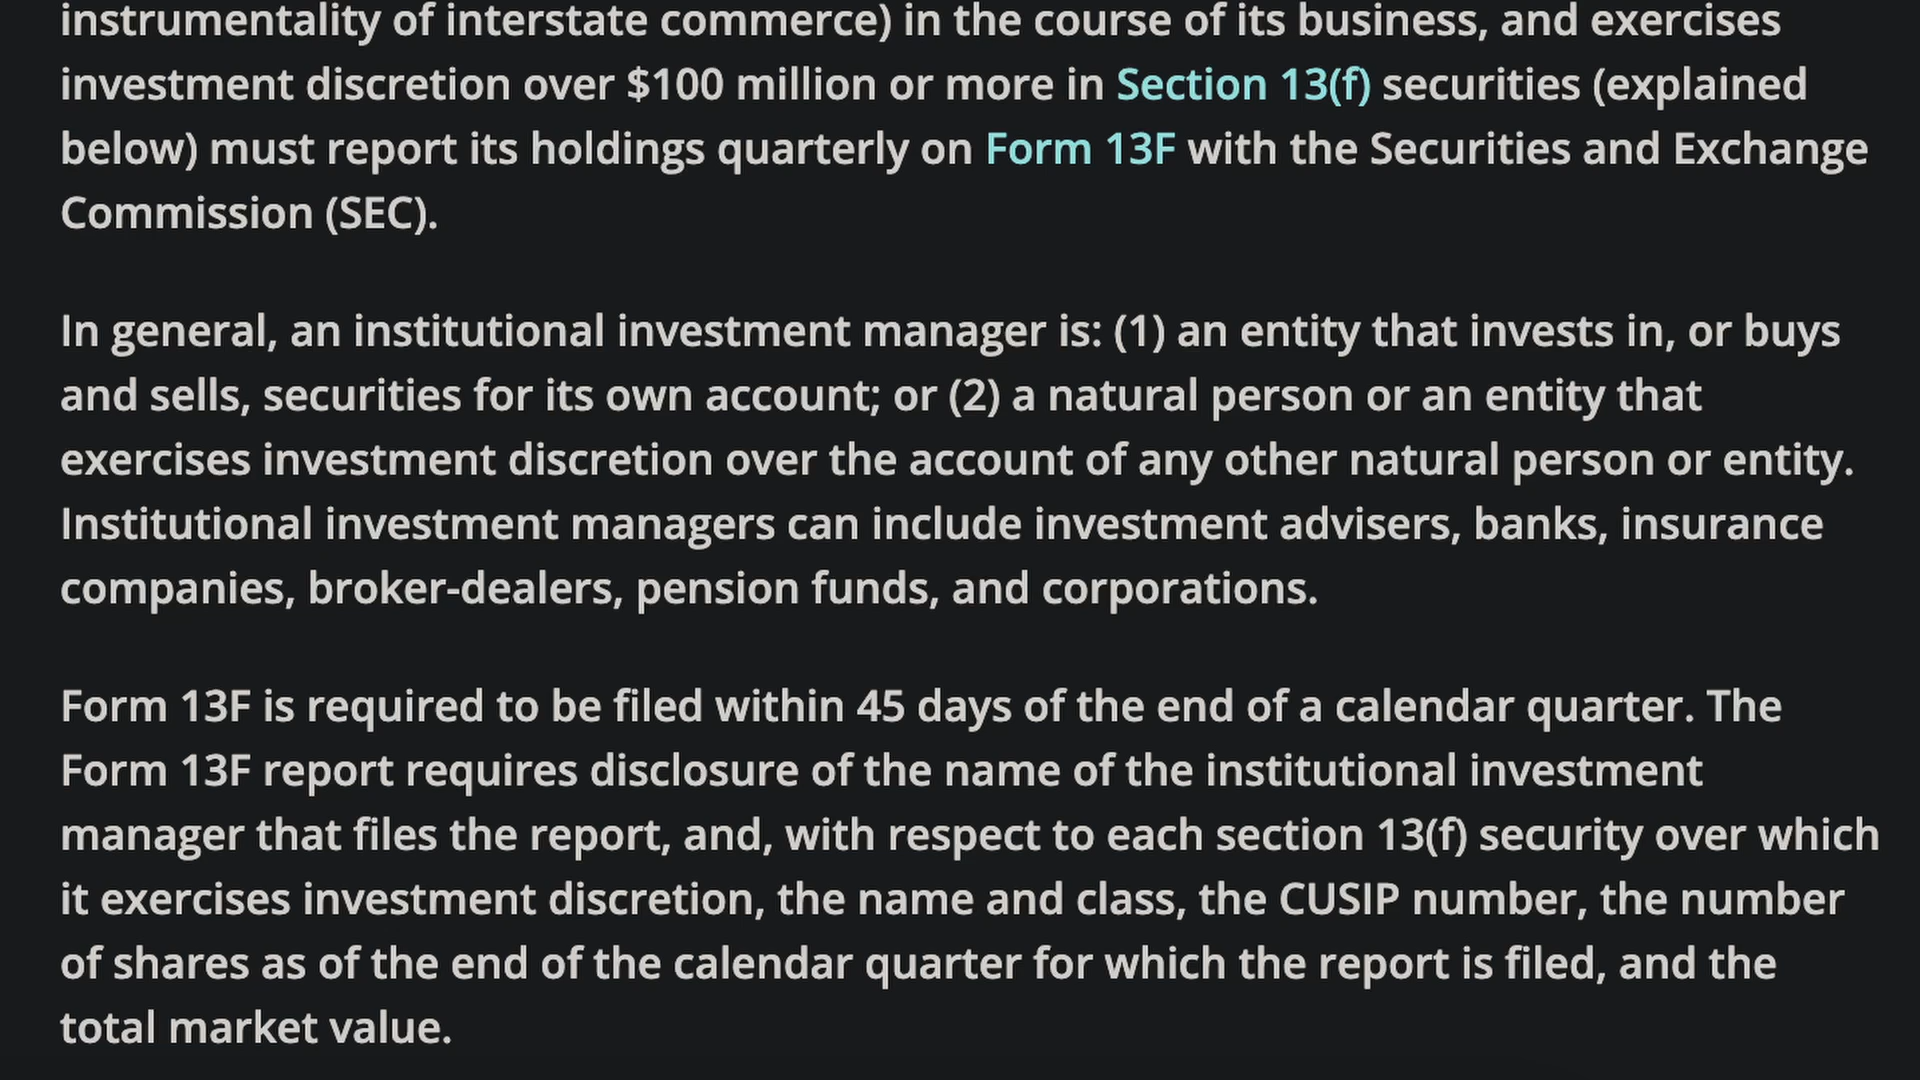 instrumentality of interstate commerce) in the course of its business, and exercises
investment discretion over $100 million or more in Section 13(f) securities (explained
below) must report its holdings quarterly on Form 13F with the Securities and Exchange
Commission (SEC).
In general, an institutional investment manager is: (1) an entity that invests in, or buys
and sells, securities for its own account; or (2) a natural person or an entity that
exercises investment discretion over the account of any other natural person or entity.
Institutional investment managers can include investment advisers, banks, insurance
companies, broker-dealers, pension funds, and corporations.
Form 13F is required to be filed within 45 days of the end of a calendar quarter. The
Form 13F report requires disclosure of the name of the institutional investment
manager that files the report, and, with respect to each section 13(f) security over which
it exercises investment discretion, the name and class, the CUSIP number, the number
of shares as of the end of the calendar quarter for which the report is filed, and the
total market value.